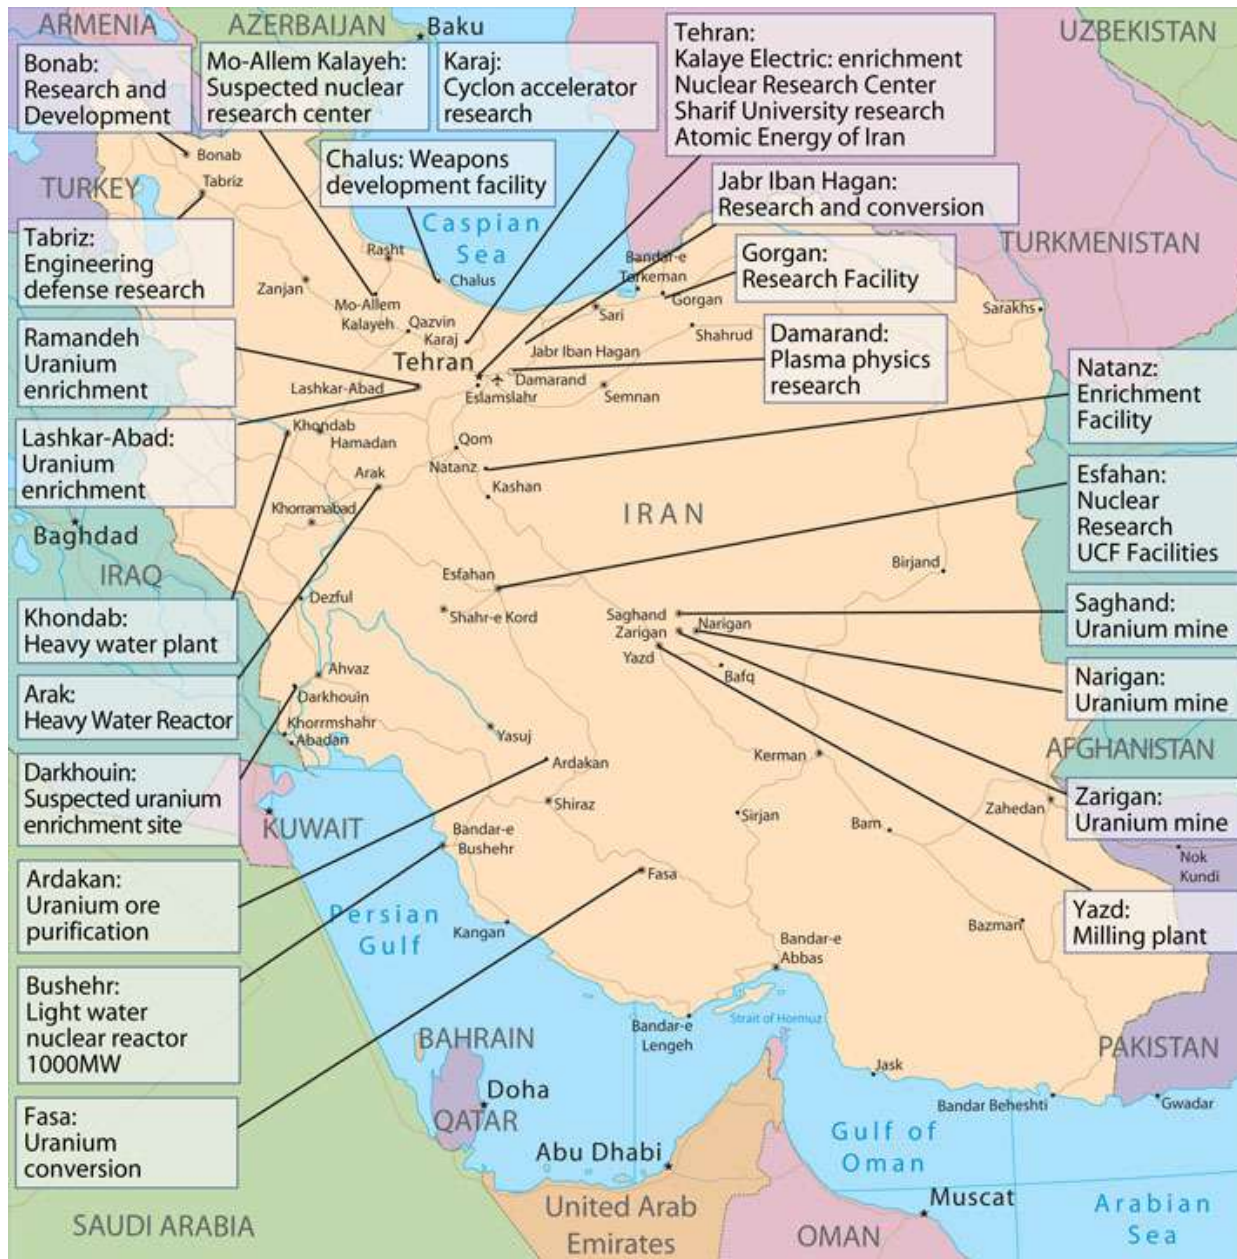 ARMENIA
AZERBAIJAN
Baku
UZBEKISTAN
Bonab:
Research and
Development
Mo-Allem Kalayeh:
Suspected nuclear
research center
Karaj:
Cyclon accelerator
research
Tehran:
Kalaye Electric: enrichment
Nuclear Research Center
Sharif University research
Atomic Energy of Iran
Chalus: Weapons
development facility
Jabr Iban Hagan:
Research and conversion
Bonab
Tabriz
TURKEY
Caspian
Sea
TURKMENISTAN
Tabriz:
Engineering
defense research
Gorgan:
Research Facility
Rasht
Zanjan
Chalus
Bandar-e
Torkeman
Gorgan
Sari
Shahrud
Sarakhs
Mo-Allem
Kalayeh
Qazvin
Karaj
Ramandeh
Uranium
enrichment
Damarand:
Plasma physics
research
Tehran
Jabr Iban Hagan
Damarand
Lashkar-Abad
Eslamslahr
Semnan
Natanz:
Enrichment
Facility
Lashkar-Abad:
Uranium
enrichment
Khondab
Hamadan
Qom
Natanz
Kashan
Arak
Khorramabad
IRAN
Esfahan:
Nuclear
Research
UCF Facilities
Baghdad
IRAQ
Birjand
Esfahan
Dezful
Shahr-e Kord
Saghand
Zarigan
Narigan
Yazd
Bafq
Khondab:
Heavy water plant
Saghand:
Uranium mine
Arak:
Heavy Water Reactor
Narigan:
Uranium mine
Ahvaz
Darkhouin
Khorrmshahr
Abadan
Yasuj
Ardakan
Kerman
AFGHANISTAN
Darkhouin:
Suspected uranium
enrichment site
Zarigan:
Uranium mine
KUWAIT
Shiraz
Sirjan
Bam
Zahedan
Bandar-e
Bushehr
Fasa
Nok
Kundi
Ardakan:
Uranium ore
purification
Persian
Gulf
Kangan
Bazman
Yazd:
Milling plant
Bandar-e
Abbas
Bushehr:
Light water
nuclear reactor
1000MW
Bandar-e
Lengeh
Strait of Hormuz
BAHRAIN
PAKISTAN
Jask
Doha
QATAR
Bandar Beheshti
Gwadar
Fasa:
Uranium
conversion
Gulf of
Oman
Abu Dhabi
United Arab
Emirates
Muscat
Arabian
Sea
SAUDI ARABIA
OMAN